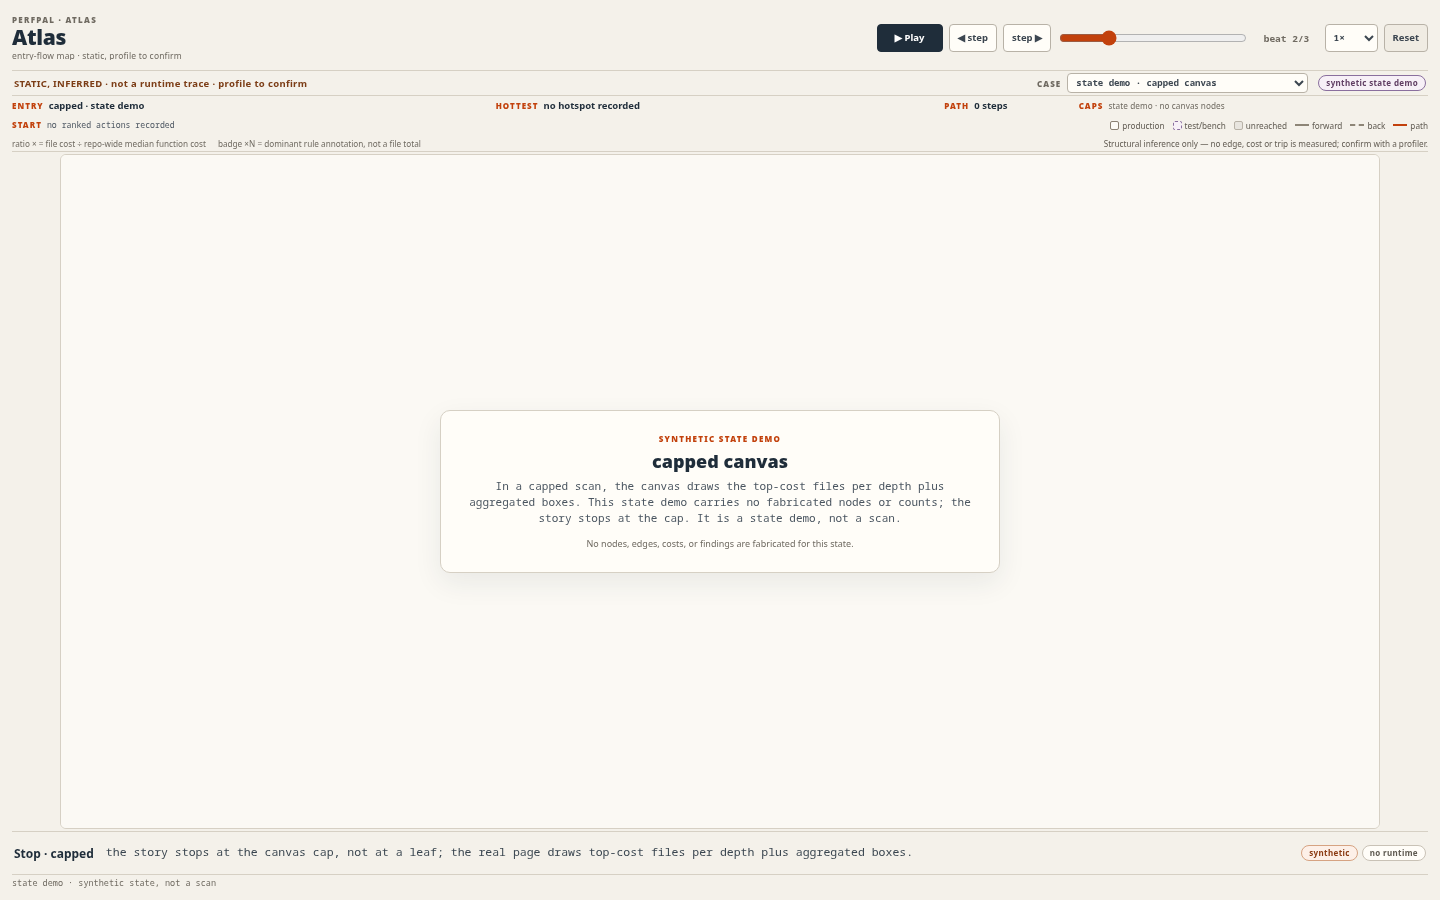 PERFPAL · ATLAS
Atlas
entry-flow map · static, profile to confirm
▶ Play
◀ step
step ▶
beat 2/3
1×
Reset
STATIC, INFERRED · not a runtime trace · profile to confirm
CASE
state demo · capped canvas
synthetic state demo
ENTRY capped · state demo
HOTTEST no hotspot recorded
PATH 0 steps
CAPS state demo · no canvas nodes
START no ranked actions recorded
production
test/bench
unreached
forward
back
path
ratio × = file cost ÷ repo-wide median function cost
badge ×N = dominant rule annotation, not a file total
Structural inference only — no edge, cost or trip is measured; confirm with a profiler.
SYNTHETIC STATE DEMO
capped canvas
In a capped scan, the canvas draws the top-cost files per depth plus
aggregated boxes. This state demo carries no fabricated nodes or counts; the
story stops at the cap. It is a state demo, not a scan.
No nodes, edges, costs, or findings are fabricated for this state.
Stop · capped
the story stops at the canvas cap, not at a leaf; the real page draws top-cost files per depth plus aggregated boxes.
synthetic
no runtime
state demo · synthetic state, not a scan